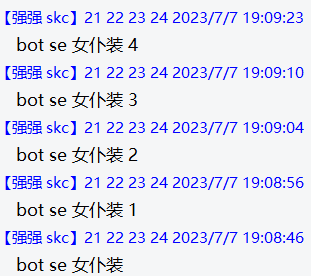 【强强 skc】21 22 23 24 2023/7/7 19:09:23
bot se 女仆装 4
【强强 skc】21 22 23 24 2023/7/7 19:09:10
bot se 女仆装 3
【强强 skc】21 22 23 24 2023/7/7 19:09:04
bot se 女仆装 2
【强强 skc】21 22 23 24 2023/7/7 19:08:56
bot se 女仆装 1
【强强 skc】21 22 23 24 2023/7/7 19:08:46
bot se 女仆装